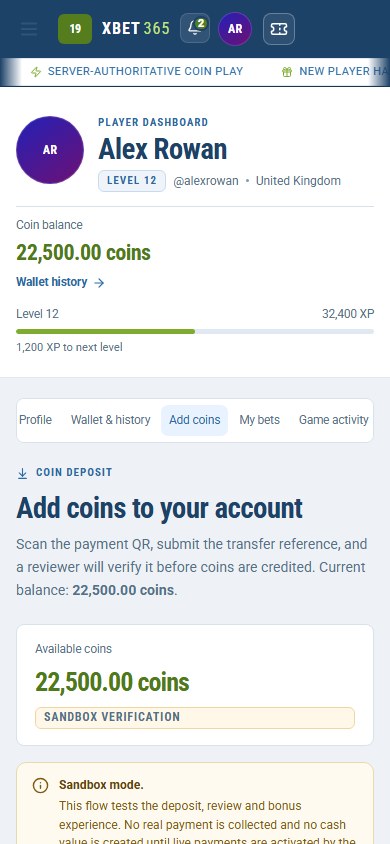 19
XBET 365
2
AR
SERVER-AUTHORITATIVE COIN PLAY
NEW PLAYER HA
AR
PLAYER DASHBOARD
Alex Rowan
LEVEL 12
@alexrowan • United Kingdom
Coin balance
22,500.00 coins
Wallet history →
Level 12
32,400 XP
1,200 XP to next level
Profile
Wallet & history
Add coins
My bets
Game activity
COIN DEPOSIT
Add coins to your account
Scan the payment QR, submit the transfer reference, and
a reviewer will verify it before coins are credited. Current
balance: 22,500.00 coins.
Available coins
22,500.00 coins
SANDBOX VERIFICATION
Sandbox mode.
This flow tests the deposit, review and bonus
experience. No real payment is collected and no cash
value is created until live payments are activated by the